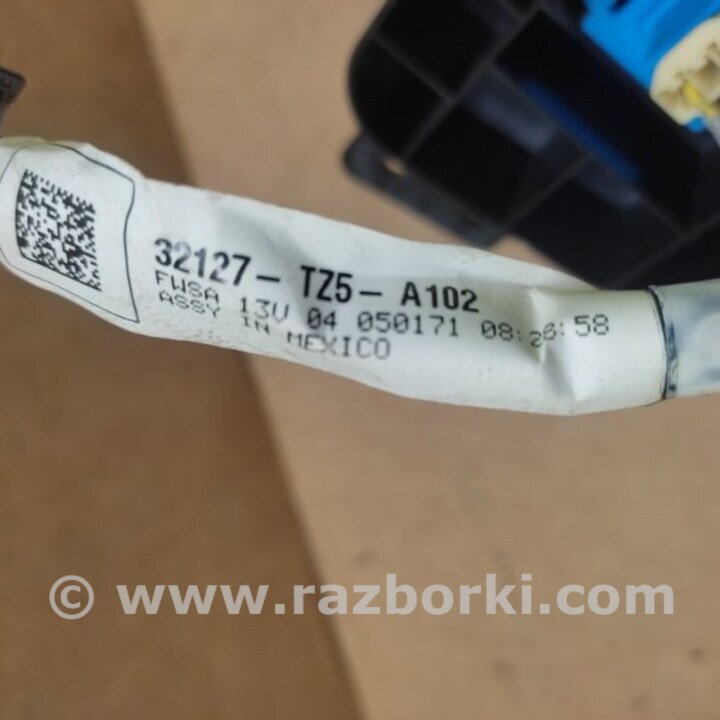 32127-TZ5-A102
FWSA 13V 04 050171 08:26:58
ASSY IN MEXICO
© www.razborki.com